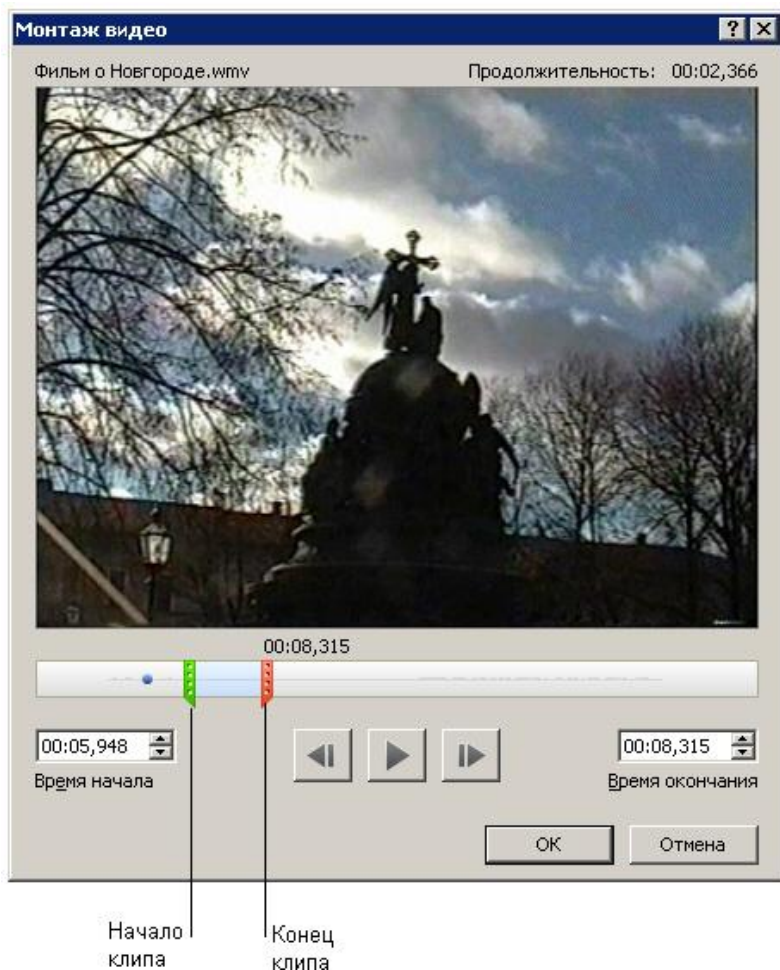 Монтаж видео
Фильм о Новгороде.wmv Продолжительность: 00:02,366
00:08,315
00:05,948 00:08,315
Время начала Время окончания
ОК Отмена
Начало Конец
клипа клипа